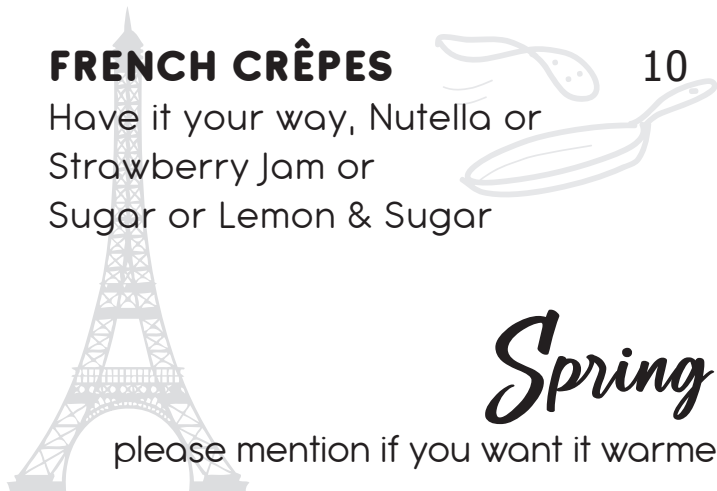 FRENCH CRÊPES 10
Have it your way, Nutella or
Strawberry Jam or
Sugar or Lemon & Sugar
Spring
please mention if you want it warme